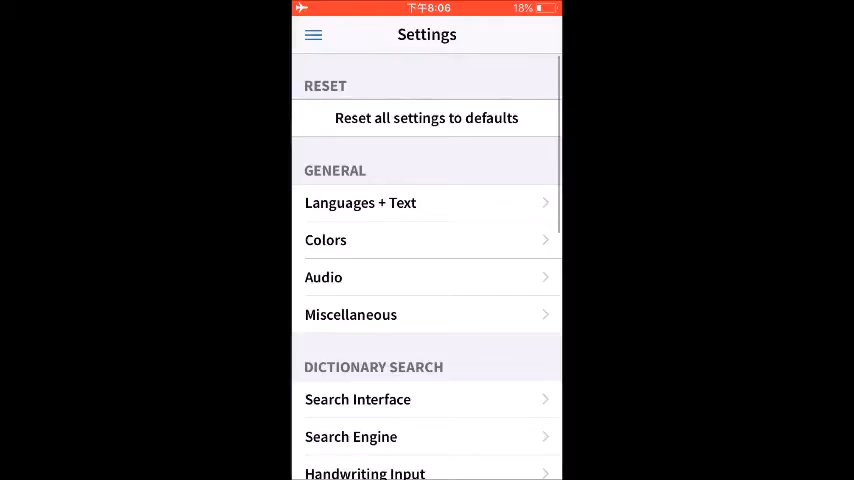 下午8:06
18%
Settings
RESET
Reset all settings to defaults
GENERAL
Languages + Text
Colors
Audio
Miscellaneous
DICTIONARY SEARCH
Search Interface
Search Engine
Handwriting Input